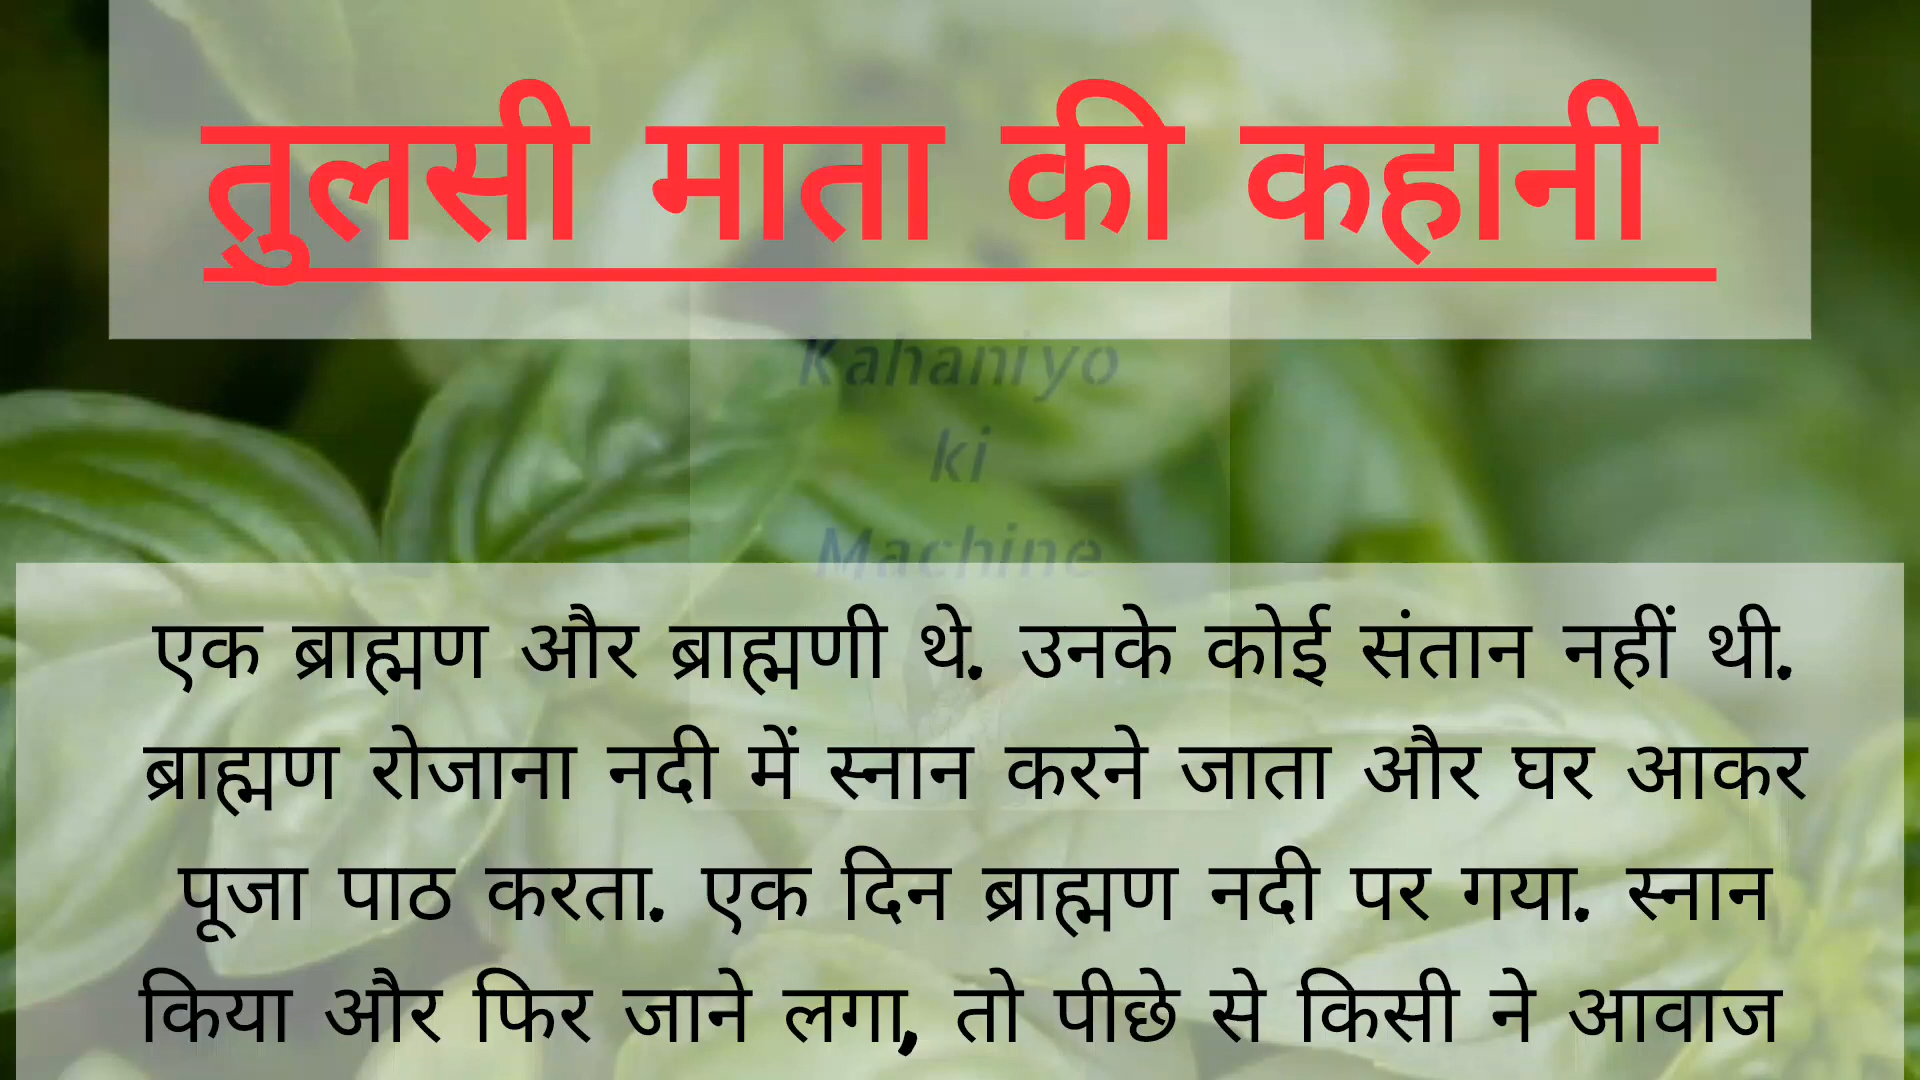 तुलसी माता की कहानी
Kahaniyo
ki
Machine
एक ब्राह्मण और ब्राह्मणी थे. उनके कोई संतान नहीं थी.
ब्राह्मण रोजाना नदी में स्नान करने जाता और घर आकर
पूजा पाठ करता. एक दिन ब्राह्मण नदी पर गया. स्नान
किया और फिर जाने लगा, तो पीछे से किसी ने आवाज